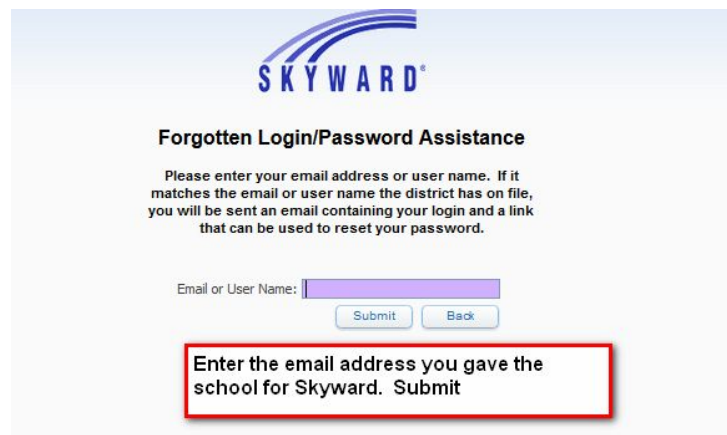 SKYWARD®
Forgotten Login/Password Assistance
Please enter your email address or user name. If it
matches the email or user name the district has on file,
you will be sent an email containing your login and a link
that can be used to reset your password.
Email or User Name:
Submit Back
Enter the email address you gave the
school for Skyward. Submit